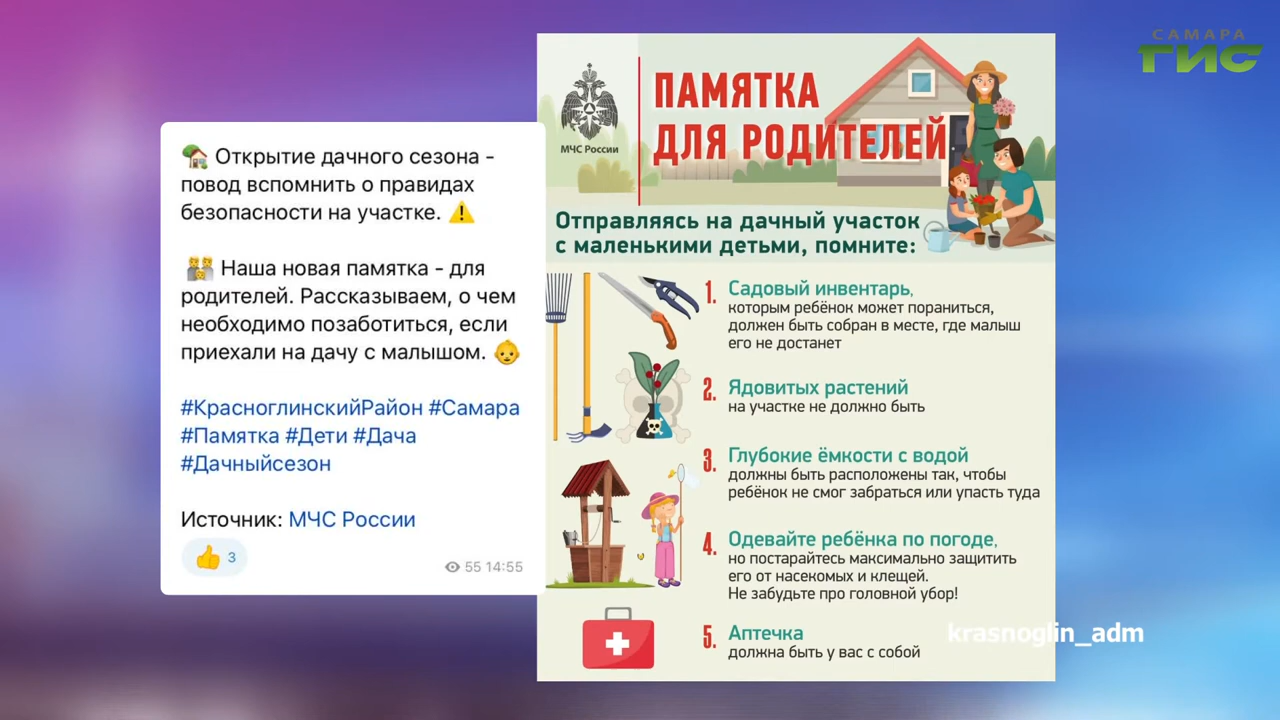 САМАРА
ГИС
🏡 Открытие дачного сезона -
повод вспомнить о правидах
безопасности на участке. ⚠️
Наша новая памятка - для
родителей. Рассказываем, о чем
необходимо позаботиться, если
приехали на дачу с малышом. 👶
#КрасноглинскийРайон #Самара
#Памятка #Дети #Дача
#Дачныйсезон
Источник: МЧС России
👍 3
55 14:55
МЧС России
ПАМЯТКА
ДЛЯ РОДИТЕЛЕЙ
Отправляясь на дачный участок
с маленькими детьми, помните:
1. Садовый инвентарь,
которым ребёнок может пораниться,
должен быть собран в месте, где малыш
его не достанет
2. Ядовитых растений
на участке не должно быть
3. Глубокие ёмкости с водой
должны быть расположены так, чтобы
ребёнок не смог забраться или упасть туда
4. Одевайте ребёнка по погоде,
но постарайтесь максимально защитить
его от насекомых и клещей.
Не забудьте про головной убор!
5. Аптечка
должна быть у вас с собой
krasnoglin_adm